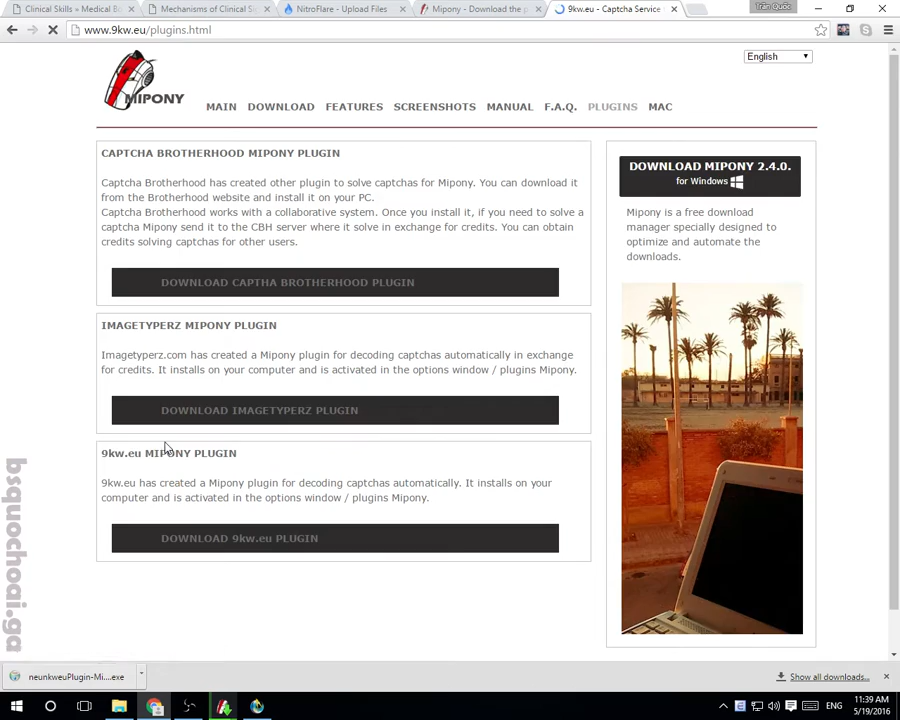 Clinical Skills « Medical Bo
Mechanisms of Clinical Sig
NitroFlare - Upload Files
Mipony - Download the p
9kw.eu - Captcha Service
Trần Quốc
www.9kw.eu/plugins.html
English
MIPONY
MAIN DOWNLOAD FEATURES SCREENSHOTS MANUAL F.A.Q. PLUGINS MAC
CAPTCHA BROTHERHOOD MIPONY PLUGIN
Captcha Brotherhood has created other plugin to solve captchas for Mipony. You can download it
from the Brotherhood website and install it on your PC.
Captcha Brotherhood works with a collaborative system. Once you install it, if you need to solve a
captcha Mipony send it to the CBH server where it solve in exchange for credits. You can obtain
credits solving captchas for other users.
DOWNLOAD CAPTHA BROTHERHOOD PLUGIN
IMAGETYPERZ MIPONY PLUGIN
Imagetyperz.com has created a Mipony plugin for decoding captchas automatically in exchange
for credits. It installs on your computer and is activated in the options window / plugins Mipony.
DOWNLOAD IMAGETYPERZ PLUGIN
9kw.eu MIPONY PLUGIN
9kw.eu has created a Mipony plugin for decoding captchas automatically. It installs on your
computer and is activated in the options window / plugins Mipony.
DOWNLOAD 9kw.eu PLUGIN
DOWNLOAD MIPONY 2.4.0.
for Windows
Mipony is a free download
manager specially designed to
optimize and automate the
downloads.
bsquochoai.ga
neunkweuPlugin-Mi....exe
Show all downloads...
ENG
11:39 AM
5/19/2016